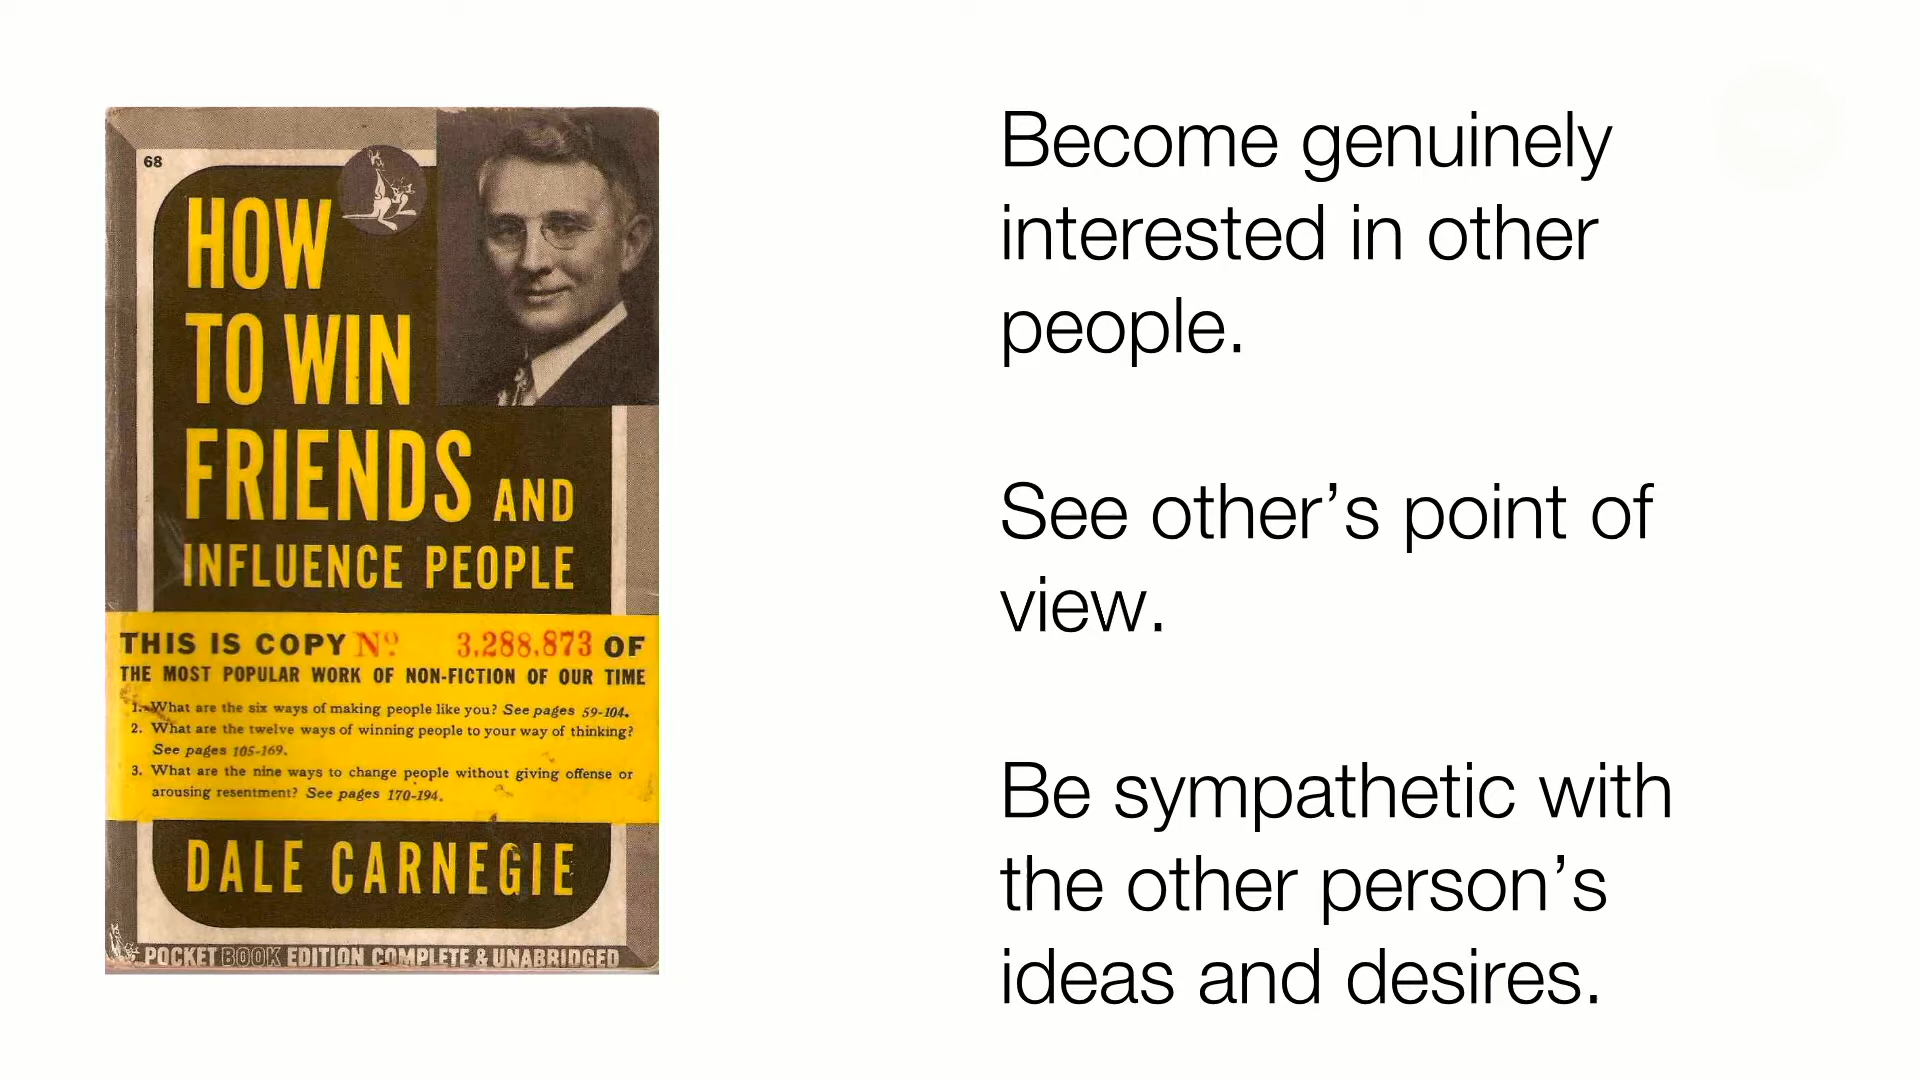 68
HOW
TO WIN
FRIENDS AND
INFLUENCE PEOPLE
THIS IS COPY Nº 3,288,873 OF
THE MOST POPULAR WORK OF NON-FICTION OF OUR TIME
1. What are the six ways of making people like you? See pages 59-104.
2. What are the twelve ways of winning people to your way of thinking?
See pages 105-169.
3. What are the nine ways to change people without giving offense or
arousing resentment? See pages 170-194.
DALE CARNEGIE
POCKET BOOK EDITION COMPLETE & UNABRIDGED
Become genuinely
interested in other
people.
See other’s point of
view.
Be sympathetic with
the other person’s
ideas and desires.